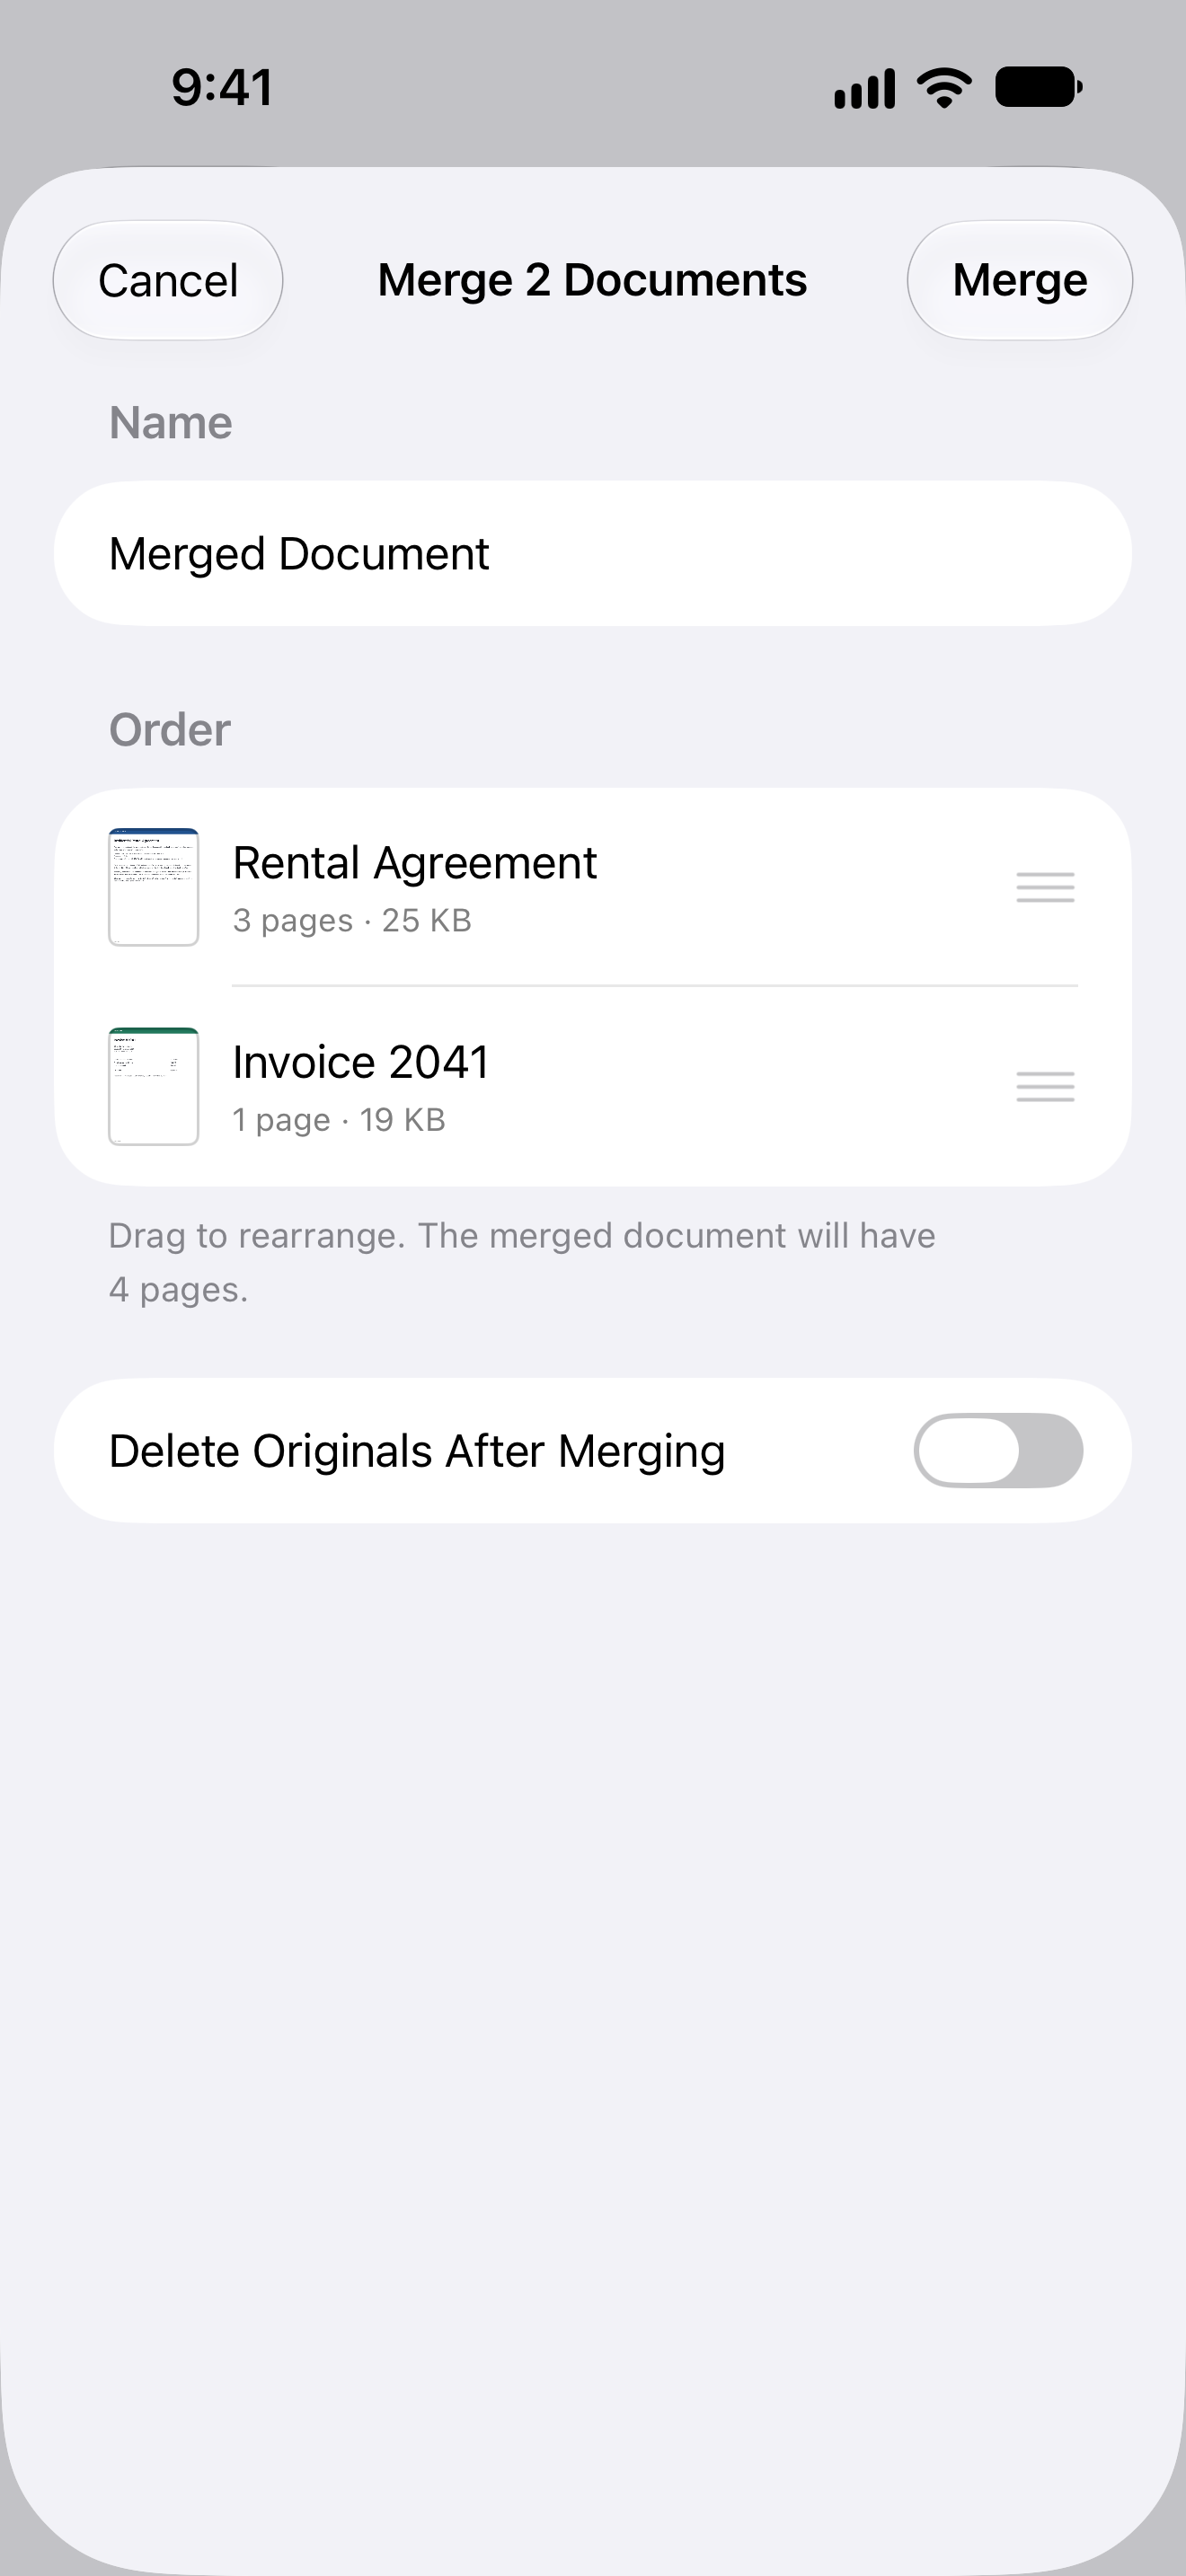 9:41
Cancel
Merge 2 Documents
Merge
Name
Merged Document
Order
Rental Agreement
3 pages · 25 KB
Invoice 2041
1 page · 19 KB
Drag to rearrange. The merged document will have
4 pages.
Delete Originals After Merging